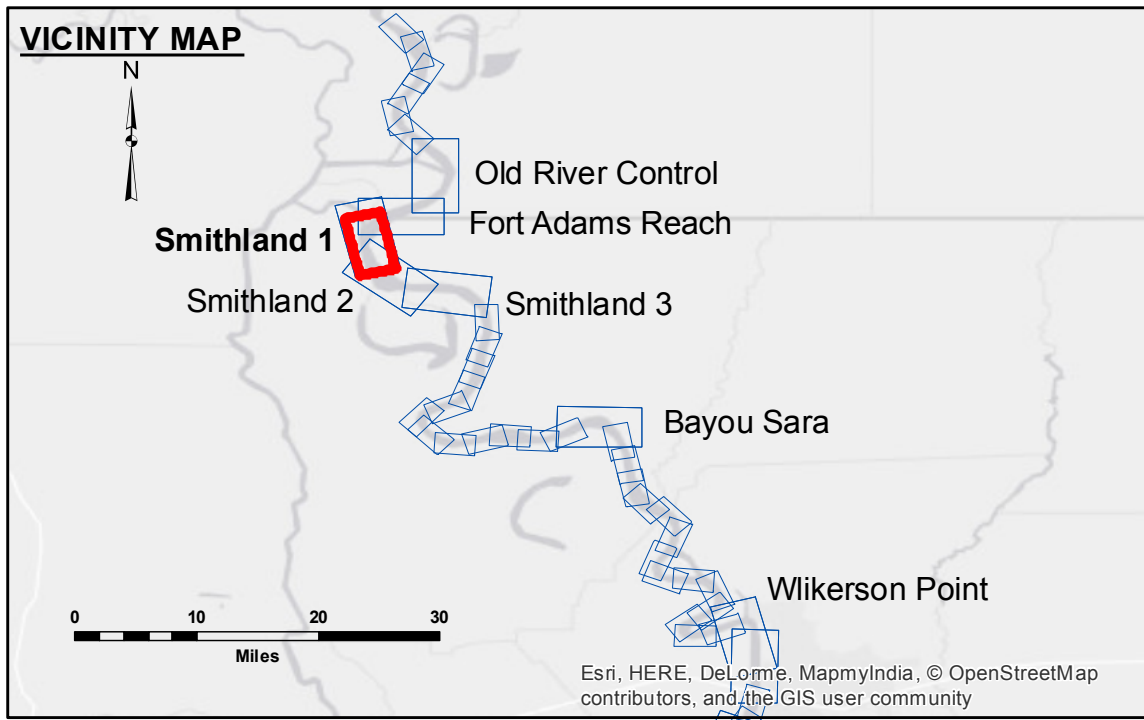 VICINITY MAP
N
Old River Control
Fort Adams Reach
Smithland 1
Smithland 2
Smithland 3
Bayou Sara
Wlikerson Point
0 10 20 30
Miles
Esri, HERE, DeLorme, MapmyIndia, © OpenStreetMap
contributors, and the GIS user community